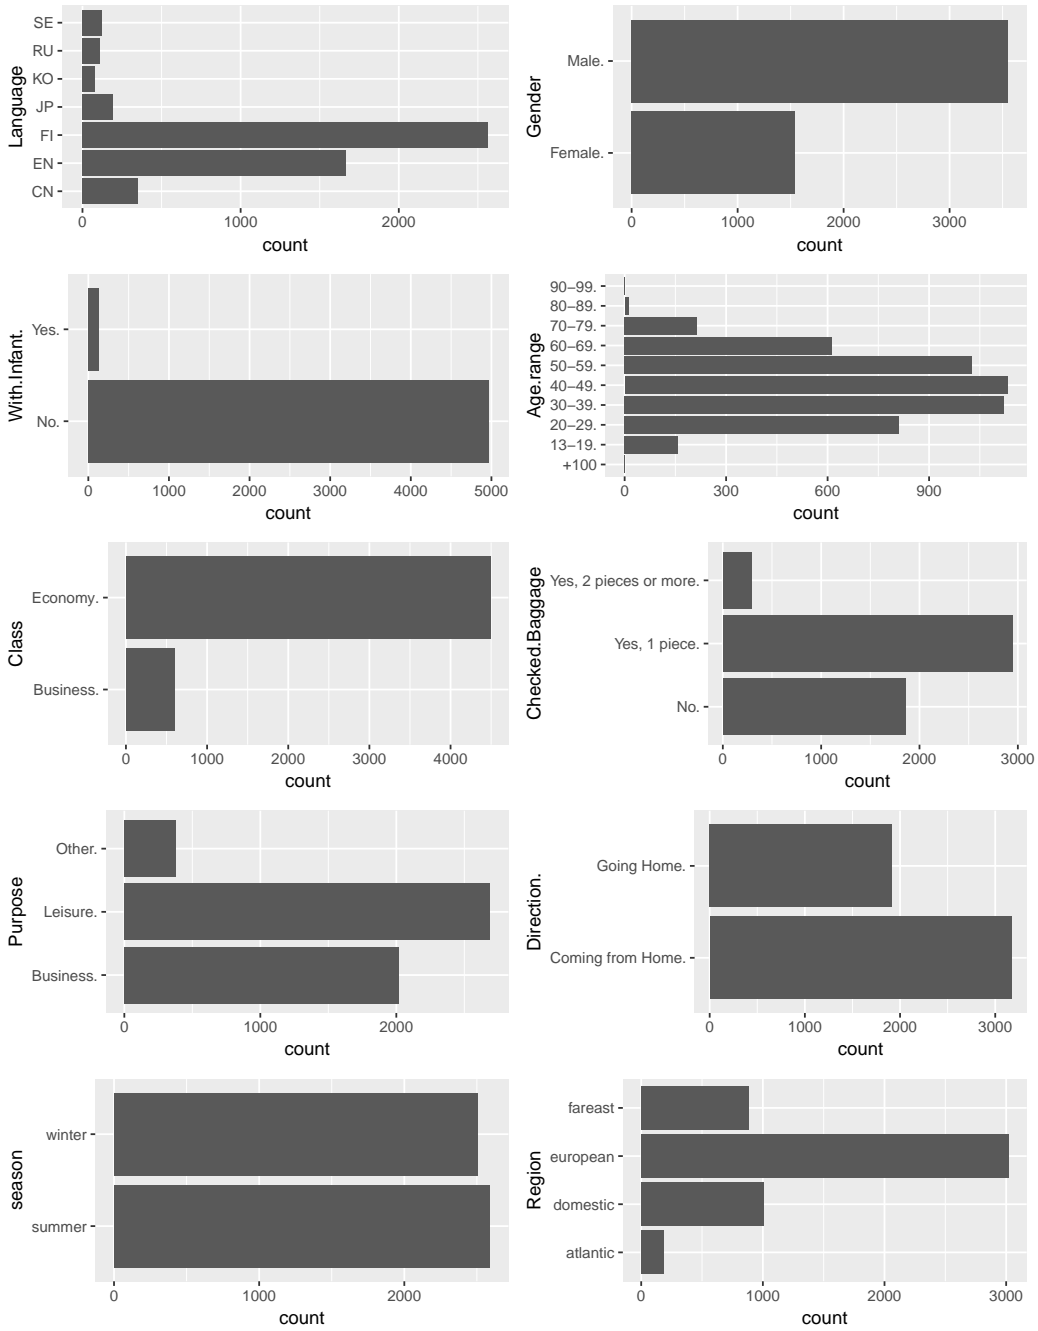 Language
SE
RU
KO
JP
FI
EN
CN
0 1000 2000
count
Gender
Male.
Female.
0 1000 2000 3000
count
With.Infant.
Yes.
No.
0 1000 2000 3000 4000 5000
count
Age.range
90–99.
80–89.
70–79.
60–69.
50–59.
40–49.
30–39.
20–29.
13–19.
+100
0 300 600 900
count
Class
Economy.
Business.
0 1000 2000 3000 4000
count
Checked.Baggage
Yes, 2 pieces or more.
Yes, 1 piece.
No.
0 1000 2000 3000
count
Purpose
Other.
Leisure.
Business.
0 1000 2000
count
Direction.
Going Home.
Coming from Home.
0 1000 2000 3000
count
season
winter
summer
0 2000
count
Region
fareast
european
domestic
atlantic
0 1000 2000 3000
count